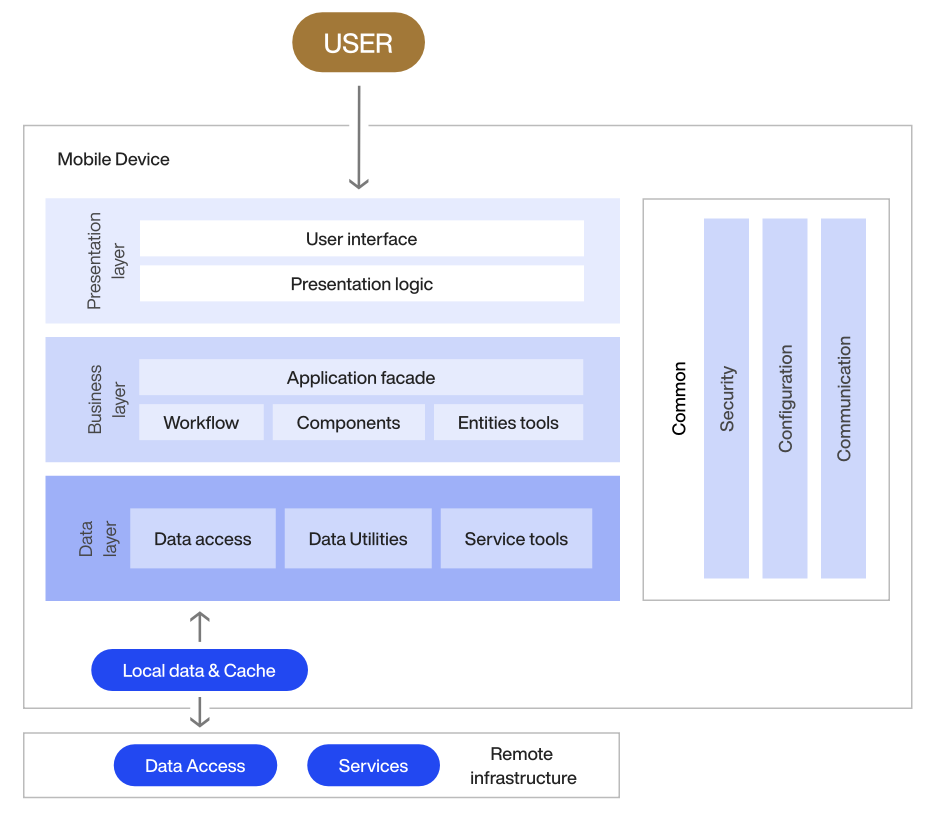 USER
Mobile Device
Presentation
layer
User interface
Presentation logic
Business
layer
Application facade
Workflow
Components
Entities tools
Data
layer
Data access
Data Utilities
Service tools
Common
Security
Configuration
Communication
Local data & Cache
Data Access
Services
Remote
infrastructure